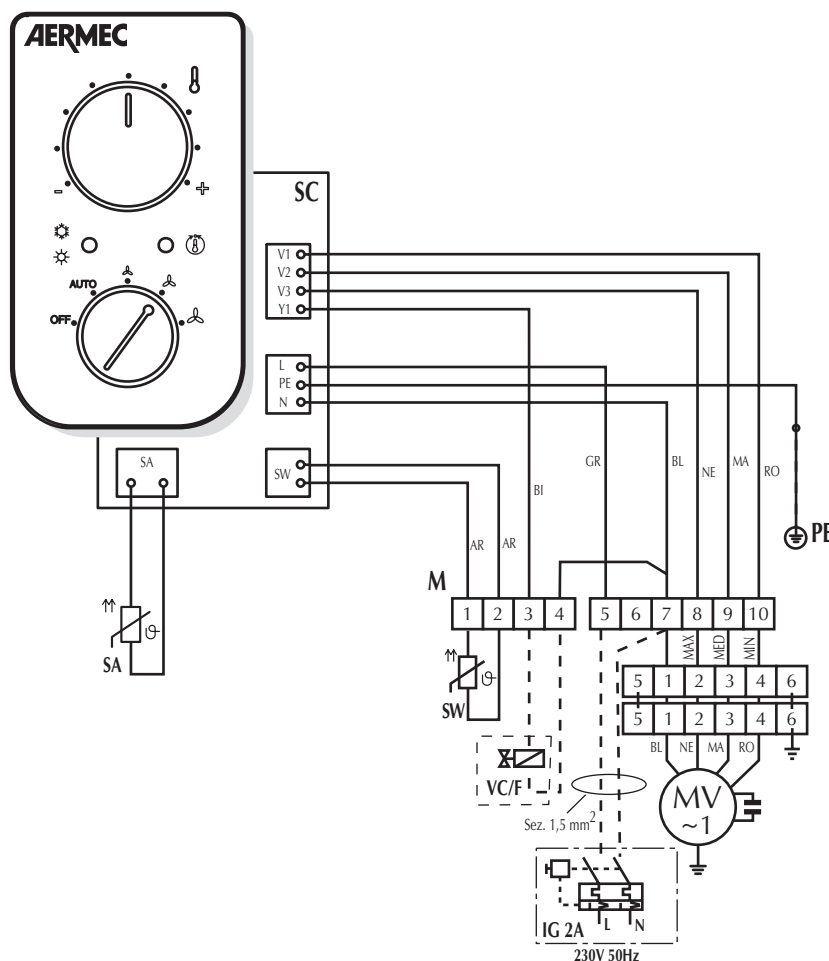 AERMEC
- +
AUTO
OFF
SC
V1
V2
V3
Y1
L
PE
N
SA
SW
GR
BL
NE
MA
RO
BI
AR
AR
PE
SA
M
1 2 3 4 5 6 7 8 9 10
MAX
MED
MIN
SW
5 1 2 3 4 6
5 1 2 3 4 6
BL NE MA RO
VC/F
MV
~1
Sez. 1,5 mm2
IG 2A
L N
230V 50Hz